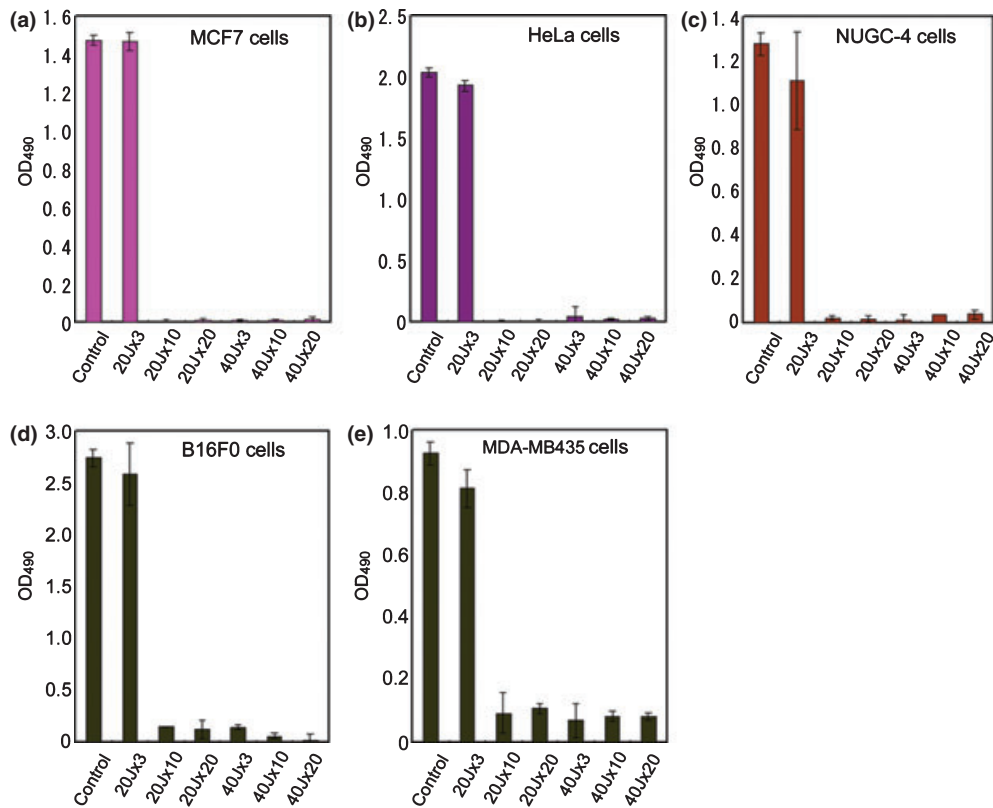 (a)
MCF7 cells
OD490
1.6
1.4
1.2
1.0
0.8
0.6
0.4
0.2
0
Control
20Jx3
20Jx10
20Jx20
40Jx3
40Jx10
40Jx20
(b)
HeLa cells
OD490
2.5
2.0
1.5
1.0
0.5
0
Control
20Jx3
20Jx10
20Jx20
40Jx3
40Jx10
40Jx20
(c)
NUGC-4 cells
OD490
1.4
1.2
1.0
0.8
0.6
0.4
0.2
0
Control
20Jx3
20Jx10
20Jx20
40Jx3
40Jx10
40Jx20
(d)
B16F0 cells
OD490
3.0
2.5
2.0
1.5
1.0
0.5
0
Control
20Jx3
20Jx10
20Jx20
40Jx3
40Jx10
40Jx20
(e)
MDA-MB435 cells
OD490
1.0
0.8
0.6
0.4
0.2
0
Control
20Jx3
20Jx10
20Jx20
40Jx3
40Jx10
40Jx20